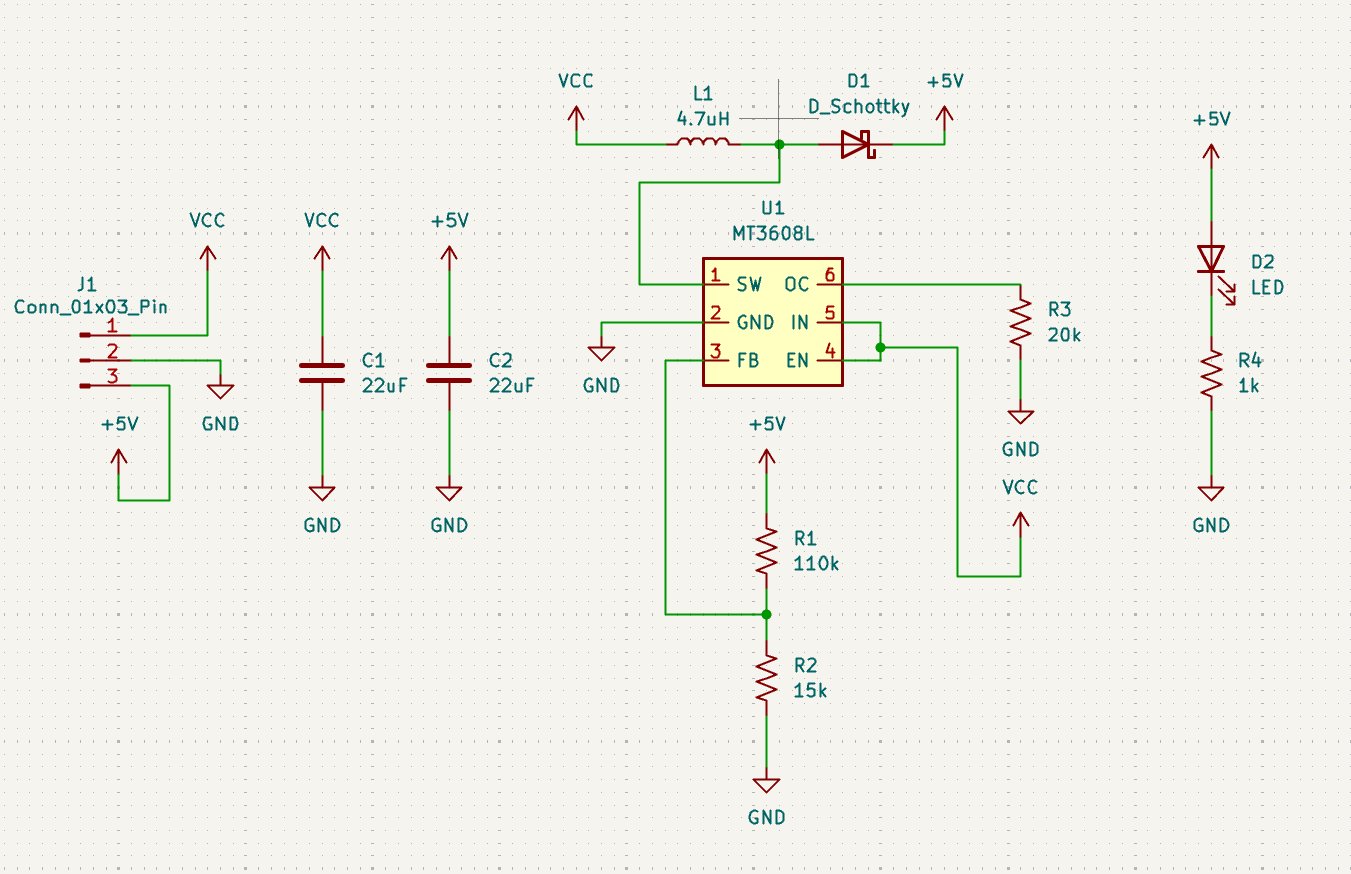 VCC
L1
4.7uH
D1
D_Schottky
+5V
+5V
VCC
VCC
+5V
U1
MT3608L
J1
Conn_01x03_Pin
1
2
3
+5V
GND
C1
22uF
GND
C2
22uF
GND
1 SW OC 6
2 GND IN 5
3 FB EN 4
GND
R3
20k
GND
VCC
+5V
R1
110k
R2
15k
GND
D2
LED
R4
1k
GND